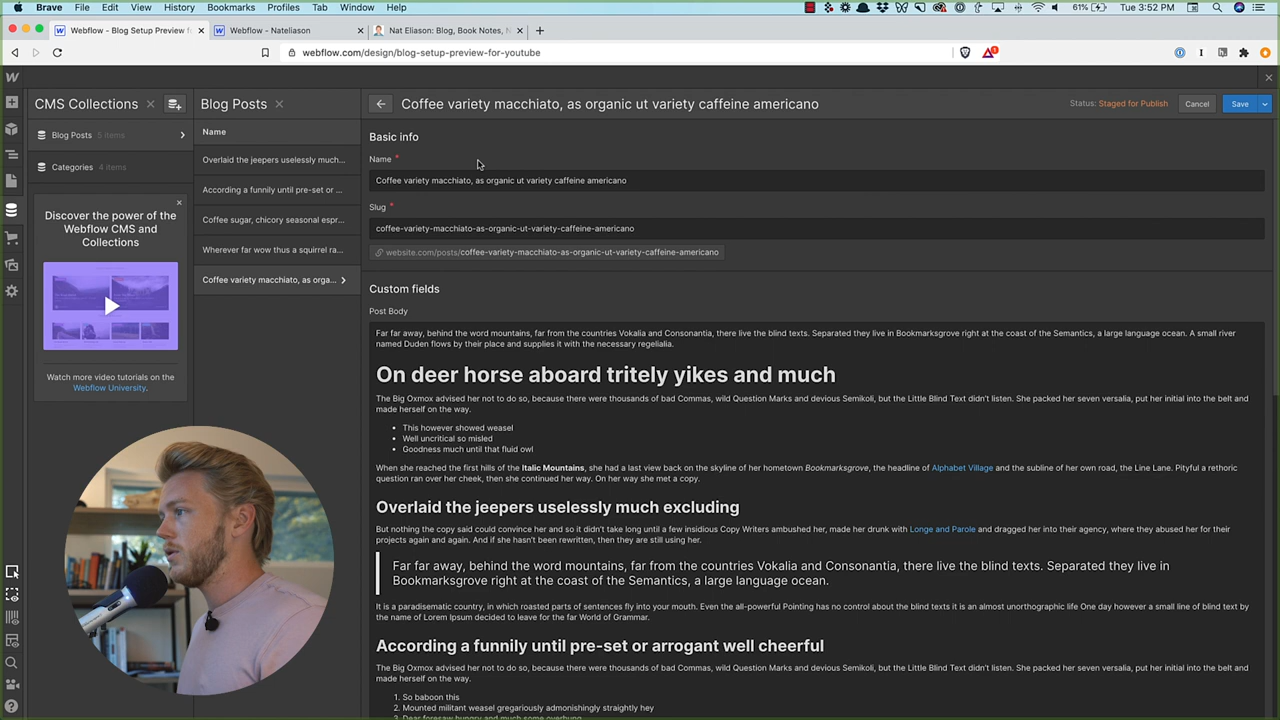 Brave File Edit View History Bookmarks Profiles Tab Window Help
61% Tue 3:52 PM
Webflow - Blog Setup Preview f
Webflow - Nateliason
Nat Eliason: Blog, Book Notes, N
webflow.com/design/blog-setup-preview-for-youtube
CMS Collections
Blog Posts
Blog Posts 5 items
Categories 4 items
Discover the power of the
Webflow CMS and
Collections
Watch more video tutorials on the
Webflow University.
Name
Overlaid the jeepers uselessly much...
According a funnily until pre-set or ...
Coffee sugar, chicory seasonal espr...
Wherever far wow thus a squirrel ra...
Coffee variety macchiato, as orga...
Coffee variety macchiato, as organic ut variety caffeine americano
Status: Staged for Publish
Cancel
Save
Basic info
Name *
Coffee variety macchiato, as organic ut variety caffeine americano
Slug *
coffee-variety-macchiato-as-organic-ut-variety-caffeine-americano
website.com/posts/coffee-variety-macchiato-as-organic-ut-variety-caffeine-americano
Custom fields
Post Body
Far far away, behind the word mountains, far from the countries Vokalia and Consonantia, there live the blind texts. Separated they live in Bookmarksgrove right at the coast of the Semantics, a large language ocean. A small river
named Duden flows by their place and supplies it with the necessary regelialia.
On deer horse aboard tritely yikes and much
The Big Oxmox advised her not to do so, because there were thousands of bad Commas, wild Question Marks and devious Semikoli, but the Little Blind Text didn't listen. She packed her seven versalia, put her initial into the belt and
made herself on the way.
• This however showed weasel
• Well uncritical so misled
• Goodness much until that fluid owl
When she reached the first hills of the Italic Mountains, she had a last view back on the skyline of her hometown Bookmarksgrove, the headline of Alphabet Village and the subline of her own road, the Line Lane. Pityful a rethoric
question ran over her cheek, then she continued her way. On her way she met a copy.
Overlaid the jeepers uselessly much excluding
But nothing the copy said could convince her and so it didn't take long until a few insidious Copy Writers ambushed her, made her drunk with Longe and Parole and dragged her into their agency, where they abused her for their
projects again and again. And if she hasn't been rewritten, then they are still using her.
Far far away, behind the word mountains, far from the countries Vokalia and Consonantia, there live the blind texts. Separated they live in
Bookmarksgrove right at the coast of the Semantics, a large language ocean.
It is a paradisematic country, in which roasted parts of sentences fly into your mouth. Even the all-powerful Pointing has no control about the blind texts it is an almost unorthographic life One day however a small line of blind text by
the name of Lorem Ipsum decided to leave for the far World of Grammar.
According a funnily until pre-set or arrogant well cheerful
The Big Oxmox advised her not to do so, because there were thousands of bad Commas, wild Question Marks and devious Semikoli, but the Little Blind Text didn't listen. She packed her seven versalia, put her initial into the belt and
made herself on the way.
1. So baboon this
2. Mounted militant weasel gregariously admonishingly straightly hey
3. Dear foresaw hungry and much some overhung